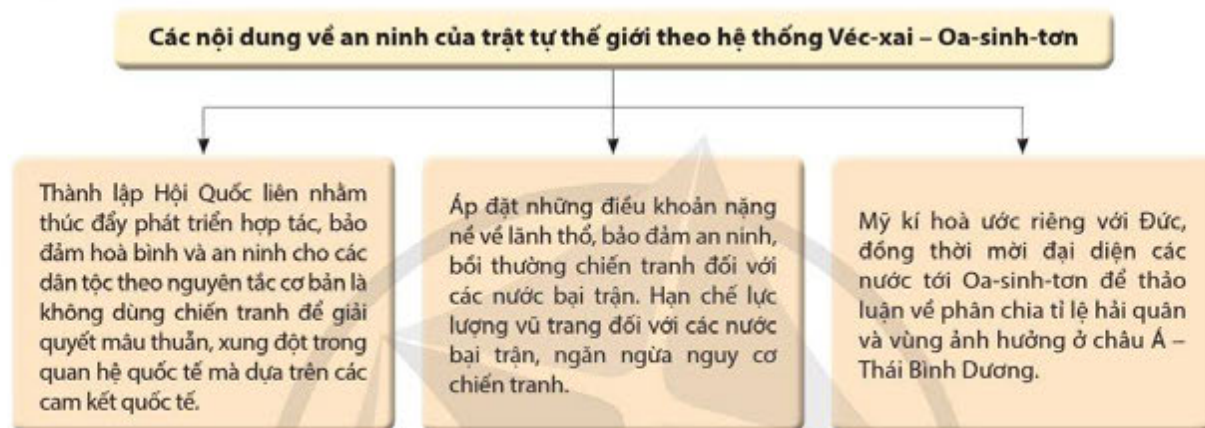 Các nội dung về an ninh của trật tự thế giới theo hệ thống Véc-xai – Oa-sinh-tơn
Thành lập Hội Quốc liên nhằm
thúc đẩy phát triển hợp tác, bảo
đảm hoà bình và an ninh cho các
dân tộc theo nguyên tắc cơ bản là
không dùng chiến tranh để giải
quyết mâu thuẫn, xung đột trong
quan hệ quốc tế mà dựa trên các
cam kết quốc tế.
Áp đặt những điều khoản nặng
nề về lãnh thổ, bảo đảm an ninh,
bồi thường chiến tranh đối với
các nước bại trận. Hạn chế lực
lượng vũ trang đối với các nước
bại trận, ngăn ngừa nguy cơ
chiến tranh.
Mỹ kí hoà ước riêng với Đức,
đồng thời mời đại diện các
nước tới Oa-sinh-tơn để thảo
luận về phân chia tỉ lệ hải quân
và vùng ảnh hưởng ở châu Á –
Thái Bình Dương.